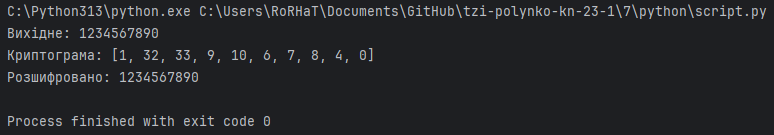 C:\Python313\python.exe C:\Users\RoRHaT\Documents\GitHub\tzi-polynko-kn-23-1\7\python\script.py
Вихідне: 1234567890
Криптограма: [1, 32, 33, 9, 10, 6, 7, 8, 4, 0]
Розшифровано: 1234567890
Process finished with exit code 0